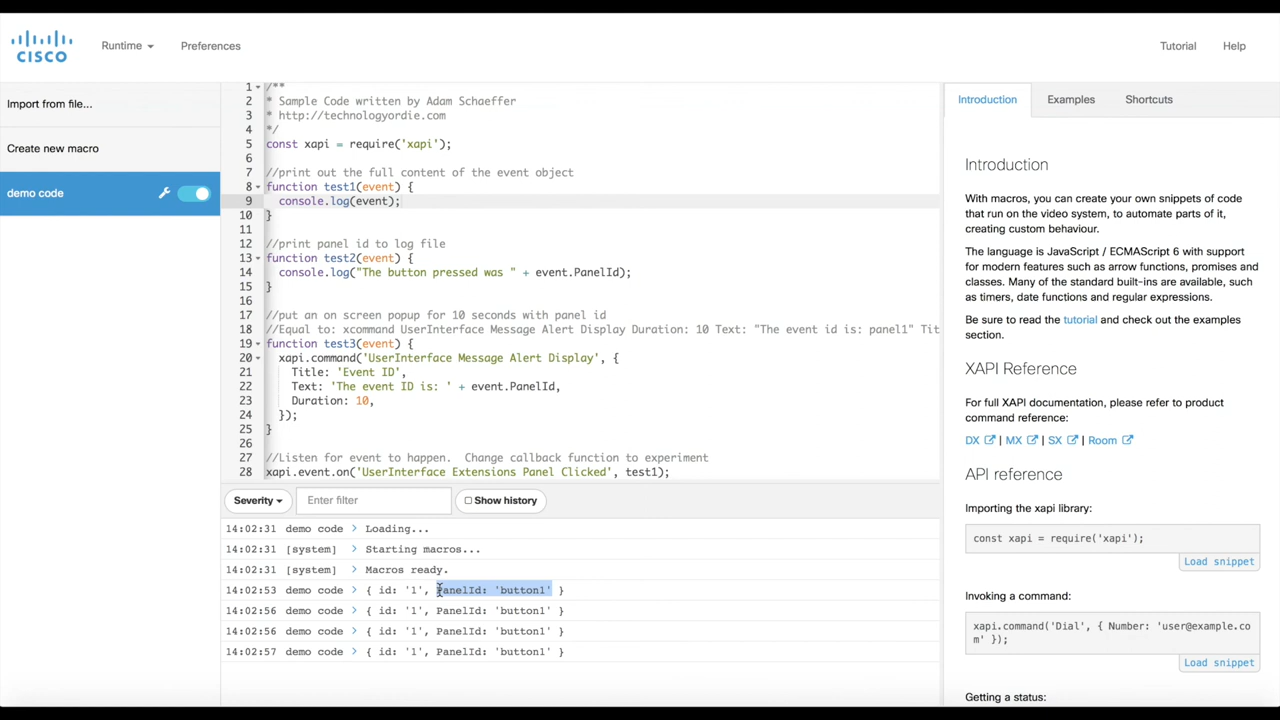 CISCO
Runtime
Preferences
Tutorial
Help
Import from file...
Create new macro
demo code
1 /**
2 * Sample Code written by Adam Schaeffer
3 * http://technologyordie.com
4 */
5 const xapi = require('xapi');
6
7 //print out the full content of the event object
8 function test1(event) {
9 console.log(event);
10 }
11
12 //print panel id to log file
13 function test2(event) {
14 console.log("The button pressed was " + event.PanelId);
15 }
16
17 //put an on screen popup for 10 seconds with panel id
18 //Equal to: xcommand UserInterface Message Alert Display Duration: 10 Text: "The event id is: panel1" Tit
19 function test3(event) {
20 xapi.command('UserInterface Message Alert Display', {
21 Title: 'Event ID',
22 Text: 'The event ID is: ' + event.PanelId,
23 Duration: 10,
24 });
25 }
26
27 //Listen for event to happen.  Change callback function to experiment
28 xapi.event.on('UserInterface Extensions Panel Clicked', test1);
Severity
Enter filter
Show history
14:02:31 demo code > Loading...
14:02:31 [system] > Starting macros...
14:02:31 [system] > Macros ready.
14:02:53 demo code > { id: '1', PanelId: 'button1' }
14:02:56 demo code > { id: '1', PanelId: 'button1' }
14:02:56 demo code > { id: '1', PanelId: 'button1' }
14:02:57 demo code > { id: '1', PanelId: 'button1' }
Introduction
Examples
Shortcuts
Introduction
With macros, you can create your own snippets of code
that run on the video system, to automate parts of it,
creating custom behaviour.
The language is JavaScript / ECMAScript 6 with support
for modern features such as arrow functions, promises and
classes. Many of the standard built-ins are available, such
as timers, date functions and regular expressions.
Be sure to read the tutorial and check out the examples
section.
XAPI Reference
For full XAPI documentation, please refer to product
command reference:
DX | MX | SX | Room
API reference
Importing the xapi library:
const xapi = require('xapi');
Load snippet
Invoking a command:
xapi.command('Dial', { Number: 'user@example.co
m' });
Load snippet
Getting a status: